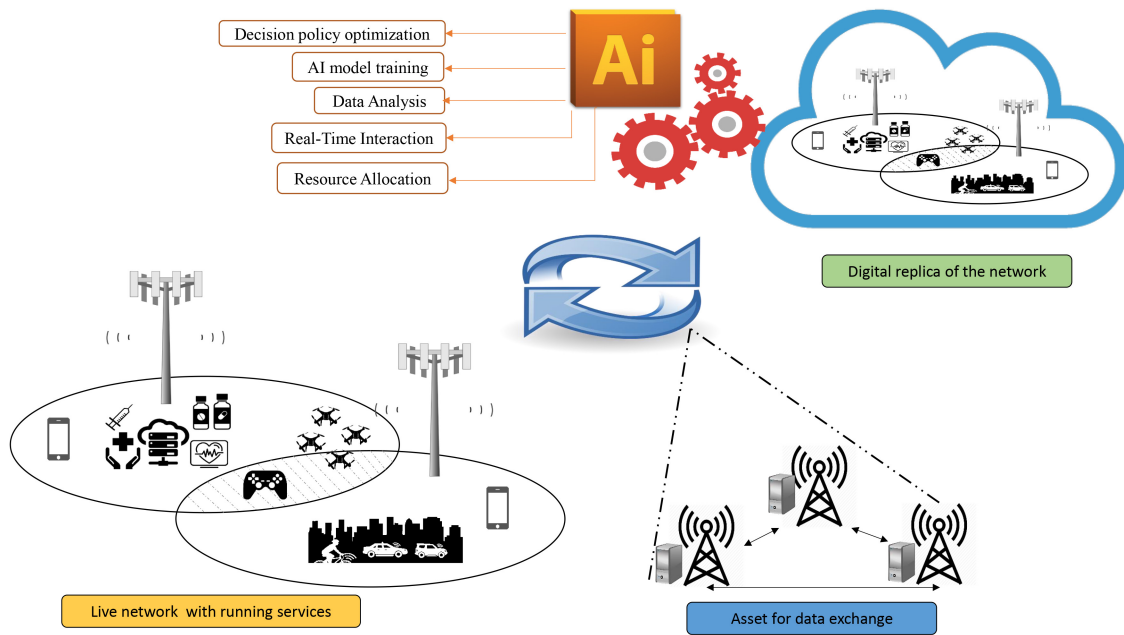 Decision policy optimization
AI model training
Data Analysis
Real-Time Interaction
Resource Allocation
Ai
Digital replica of the network
Live network with running services
Asset for data exchange